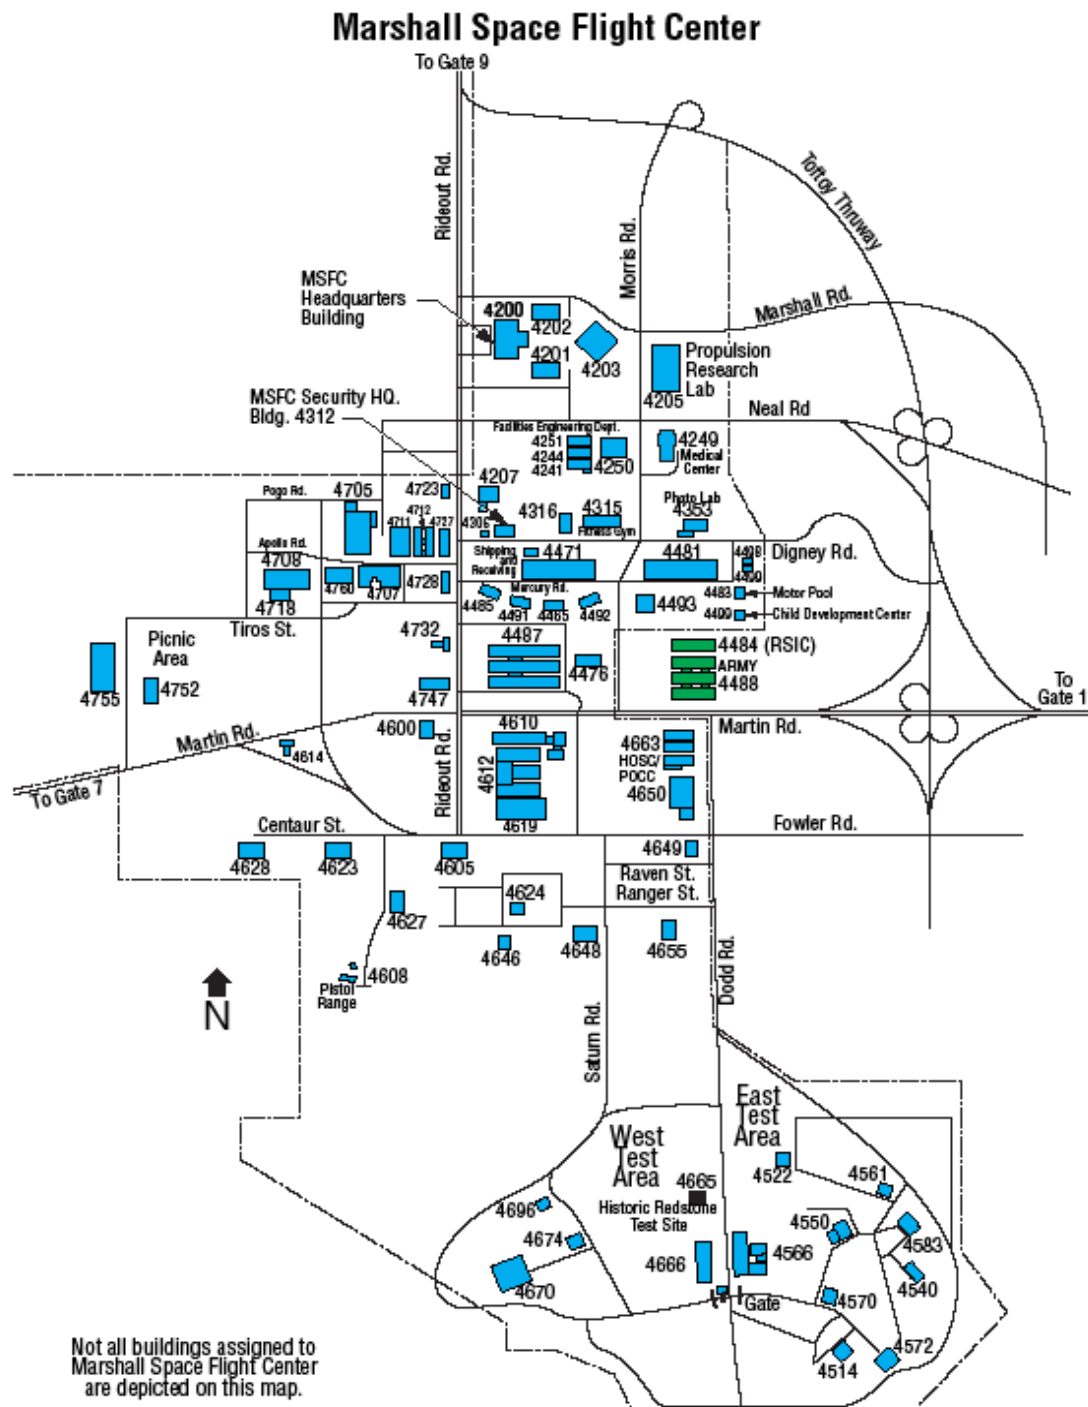 Marshall Space Flight Center
To Gate 9
Rideout Rd.
Toftoy Thruway
Morris Rd.
MSFC
Headquarters
Building
4200
4202
4201
4203
Marshall Rd.
Propulsion
Research
Lab
4205
MSFC Security HQ.
Bldg. 4312
Neal Rd
Facilities Engineering Dept.
4251
4244
4241
4250
4249
Medical
Center
4207
4723
Pogo Rd.
4705
4712
4711
4727
4306
4316
4315
Fitness Gym
Photo Lab
4353
Apollo Rd.
4708
4718
4760
4707
4728
Shipping
and
Receiving
4471
4481
4498
4499
Digney Rd.
Mercury Rd.
4485
4491
4465
4492
4493
4483
Motor Pool
4499
Child Development Center
Tiros St.
Picnic
Area
4755
4752
4732
4487
4476
4747
4484 (RSIC)
ARMY
4488
To
Gate 1
Martin Rd.
Martin Rd.
4600
4614
To Gate 7
Rideout Rd.
4610
4612
4619
4663
HOSC/
POCC
4650
Centaur St.
Fowler Rd.
4628
4623
4605
4649
Raven St.
Ranger St.
4627
4624
4646
4648
4655
4608
Pistol
Range
N
Saturn Rd.
Dodd Rd.
East
Test
Area
West
Test
Area
4522
4561
4665
Historic Redstone
Test Site
4696
4674
4670
4666
4566
4550
4583
4540
4570
Gate
4572
4514
Not all buildings assigned to
Marshall Space Flight Center
are depicted on this map.